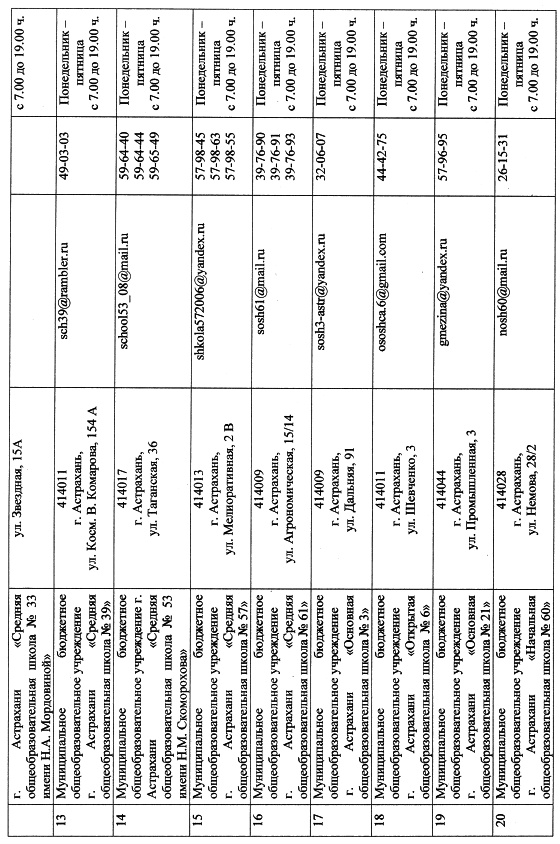 г. Астрахани «Средняя
общеобразовательная школа № 33
имени Н.А. Мордовиной»
ул. Звездная, 15А
с 7.00 до 19.00 ч.
13
Муниципальное бюджетное
общеобразовательное учреждение
г. Астрахани «Средняя
общеобразовательная школа № 39»
414011
г. Астрахань,
ул. Косм. В. Комарова, 154 А
sch39@rambler.ru
49-03-03
Понедельник –
пятница
с 7.00 до 19.00 ч.
14
Муниципальное бюджетное
общеобразовательное учреждение г.
Астрахани «Средняя
общеобразовательная школа № 53
имени Н.М. Скоморохова»
414017
г. Астрахань,
ул. Таганская, 36
school53_08@mail.ru
59-64-40
59-64-44
59-65-49
Понедельник –
пятница
с 7.00 до 19.00 ч.
15
Муниципальное бюджетное
общеобразовательное учреждение
г. Астрахани «Средняя
общеобразовательная школа № 57»
414013
г. Астрахань,
ул. Мелиоративная, 2 В
shkola572006@yandex.ru
57-98-45
57-98-63
57-98-55
Понедельник –
пятница
с 7.00 до 19.00 ч.
16
Муниципальное бюджетное
общеобразовательное учреждение
г. Астрахани «Средняя
общеобразовательная школа № 61»
414009
г. Астрахань,
ул. Агрономическая, 15/14
sosh61@mail.ru
39-76-90
39-76-91
39-76-93
Понедельник –
пятница
с 7.00 до 19.00 ч.
17
Муниципальное бюджетное
общеобразовательное учреждение
г. Астрахани «Основная
общеобразовательная школа № 3»
414009
г. Астрахань,
ул. Дальняя, 91
sosh3-astr@yandex.ru
32-06-07
Понедельник –
пятница
с 7.00 до 19.00 ч.
18
Муниципальное бюджетное
общеобразовательное учреждение
г. Астрахани «Открытая
общеобразовательная школа № 6»
414011
г. Астрахань,
ул. Шевченко, 3
ososhca.6@gmail.com
44-42-75
Понедельник –
пятница
с 7.00 до 19.00 ч.
19
Муниципальное бюджетное
общеобразовательное учреждение
г. Астрахани «Основная
общеобразовательная школа № 21»
414044
г. Астрахань,
ул. Промышленная, 3
gmezina@yandex.ru
57-96-95
Понедельник –
пятница
с 7.00 до 19.00 ч.
20
Муниципальное бюджетное
общеобразовательное учреждение
г. Астрахани «Начальная
общеобразовательная школа № 60»
414028
г. Астрахань,
ул. Немова, 28/2
nosh60@mail.ru
26-15-31
Понедельник –
пятница
с 7.00 до 19.00 ч.